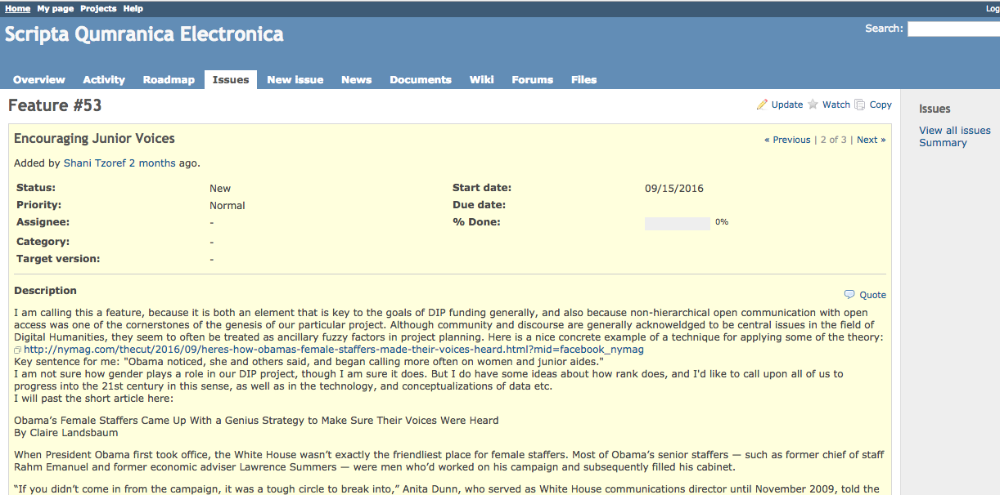 Home My page Projects Help Log
Scripta Qumranica Electronica Search:
Overview Activity Roadmap Issues New issue News Documents Wiki Forums Files
Feature #53 Update Watch Copy
Issues
View all issues
Summary
Encouraging Junior Voices « Previous | 2 of 3 | Next »
Added by Shani Tzoref 2 months ago.
Status: New Start date: 09/15/2016
Priority: Normal Due date:
Assignee: - % Done: 0%
Category: -
Target version: -
Description Quote
I am calling this a feature, because it is both an element that is key to the goals of DIP funding generally, and also because non-hierarchical open communication with open
access was one of the cornerstones of the genesis of our particular project. Although community and discourse are generally acknoweldged to be central issues in the field of
Digital Humanities, they seem to often be treated as ancillary fuzzy factors in project planning. Here is a nice concrete example of a technique for applying some of the theory:
http://nymag.com/thecut/2016/09/heres-how-obamas-female-staffers-made-their-voices-heard.html?mid=facebook_nymag
Key sentence for me: "Obama noticed, she and others said, and began calling more often on women and junior aides."
I am not sure how gender plays a role in our DIP project, though I am sure it does. But I do have some ideas about how rank does, and I'd like to call upon all of us to
progress into the 21st century in this sense, as well as in the technology, and conceptualizations of data etc.
I will past the short article here:
Obama’s Female Staffers Came Up With a Genius Strategy to Make Sure Their Voices Were Heard
By Claire Landsbaum
When President Obama first took office, the White House wasn’t exactly the friendliest place for female staffers. Most of Obama’s senior staffers — such as former chief of staff
Rahm Emanuel and former economic adviser Lawrence Summers — were men who’d worked on his campaign and subsequently filled his cabinet.
“If you didn’t come in from the campaign, it was a tough circle to break into,” Anita Dunn, who served as White House communications director until November 2009, told the